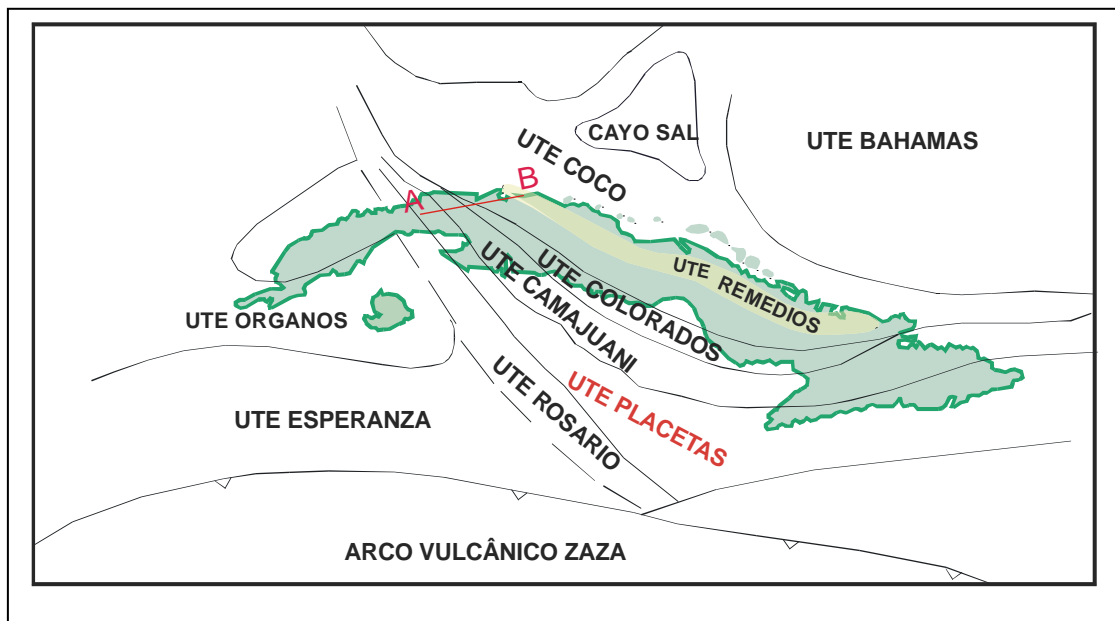 CAYO SAL
UTE BAHAMAS
UTE COCO
A
B
UTE REMEDIOS
UTE COLORADOS
UTE CAMAJUANI
UTE ORGANOS
UTE PLACETAS
UTE ROSARIO
UTE ESPERANZA
ARCO VULCÂNICO ZAZA